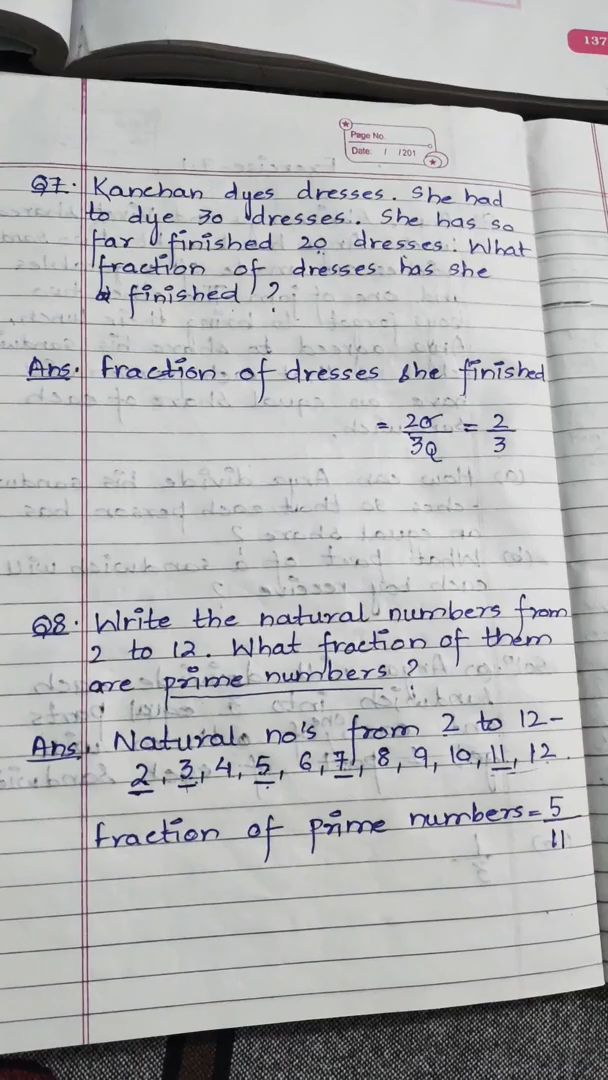 137
Page No.
Date: / /201
Q7. Kanchan dyes dresses. She had
to dye 30 dresses. She has so
far finished 20 dresses. What
fraction of dresses has she
finished ?
Ans. fraction of dresses she finished
= 20/30 = 2/3
Q8. Write the natural numbers from
2 to 12. What fraction of them
are prime numbers ?
Ans. Natural no's from 2 to 12-
2, 3, 4, 5, 6, 7, 8, 9, 10, 11, 12.
fraction of prime numbers = 5/11